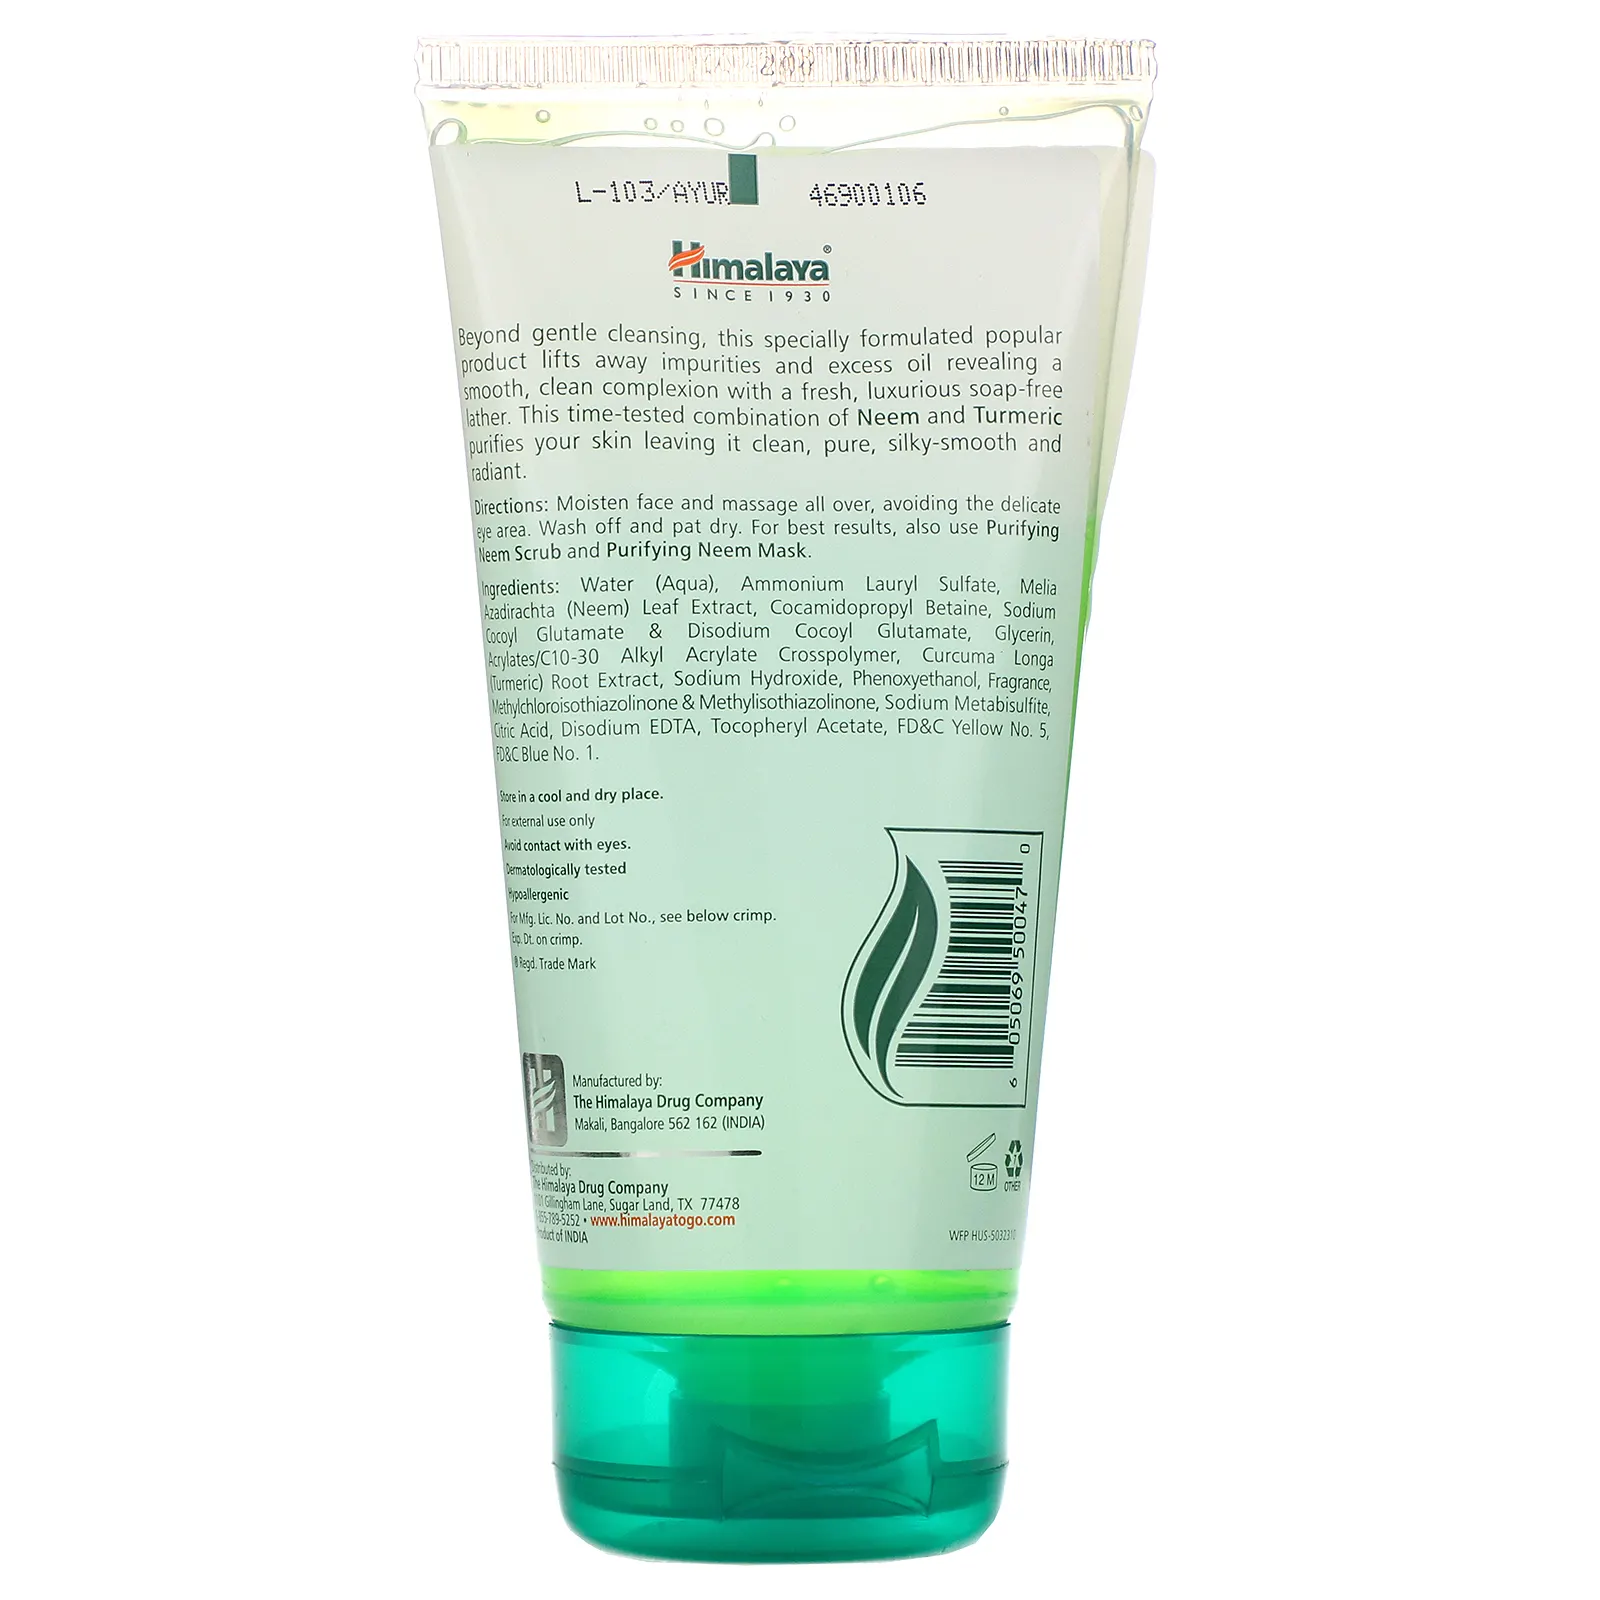 L-103/AYUR 46900106
Himalaya®
SINCE 1930
Beyond gentle cleansing, this specially formulated popular
product lifts away impurities and excess oil revealing a
smooth, clean complexion with a fresh, luxurious soap-free
lather. This time-tested combination of Neem and Turmeric
purifies your skin leaving it clean, pure, silky-smooth and
radiant.
Directions: Moisten face and massage all over, avoiding the delicate
eye area. Wash off and pat dry. For best results, also use Purifying
Neem Scrub and Purifying Neem Mask.
Ingredients: Water (Aqua), Ammonium Lauryl Sulfate, Melia
Azadirachta (Neem) Leaf Extract, Cocamidopropyl Betaine, Sodium
Cocoyl Glutamate & Disodium Cocoyl Glutamate, Glycerin,
Acrylates/C10-30 Alkyl Acrylate Crosspolymer, Curcuma Longa
(Turmeric) Root Extract, Sodium Hydroxide, Phenoxyethanol, Fragrance,
Methylchloroisothiazolinone & Methylisothiazolinone, Sodium Metabisulfite,
Citric Acid, Disodium EDTA, Tocopheryl Acetate, FD&C Yellow No. 5,
FD&C Blue No. 1.
Store in a cool and dry place.
For external use only
Avoid contact with eyes.
Dermatologically tested
Hypoallergenic
For Mfg. Lic. No. and Lot No., see below crimp.
Exp. Dt. on crimp.
® Regd. Trade Mark
6 05069 50047 0
Manufactured by:
The Himalaya Drug Company
Makali, Bangalore 562 162 (INDIA)
Distributed by:
The Himalaya Drug Company
Gillingham Lane, Sugar Land, TX 77478
-855-789-5252 • www.himalayatogo.com
Product of INDIA
12 M
7
OTHER
WFP HUS-5032310